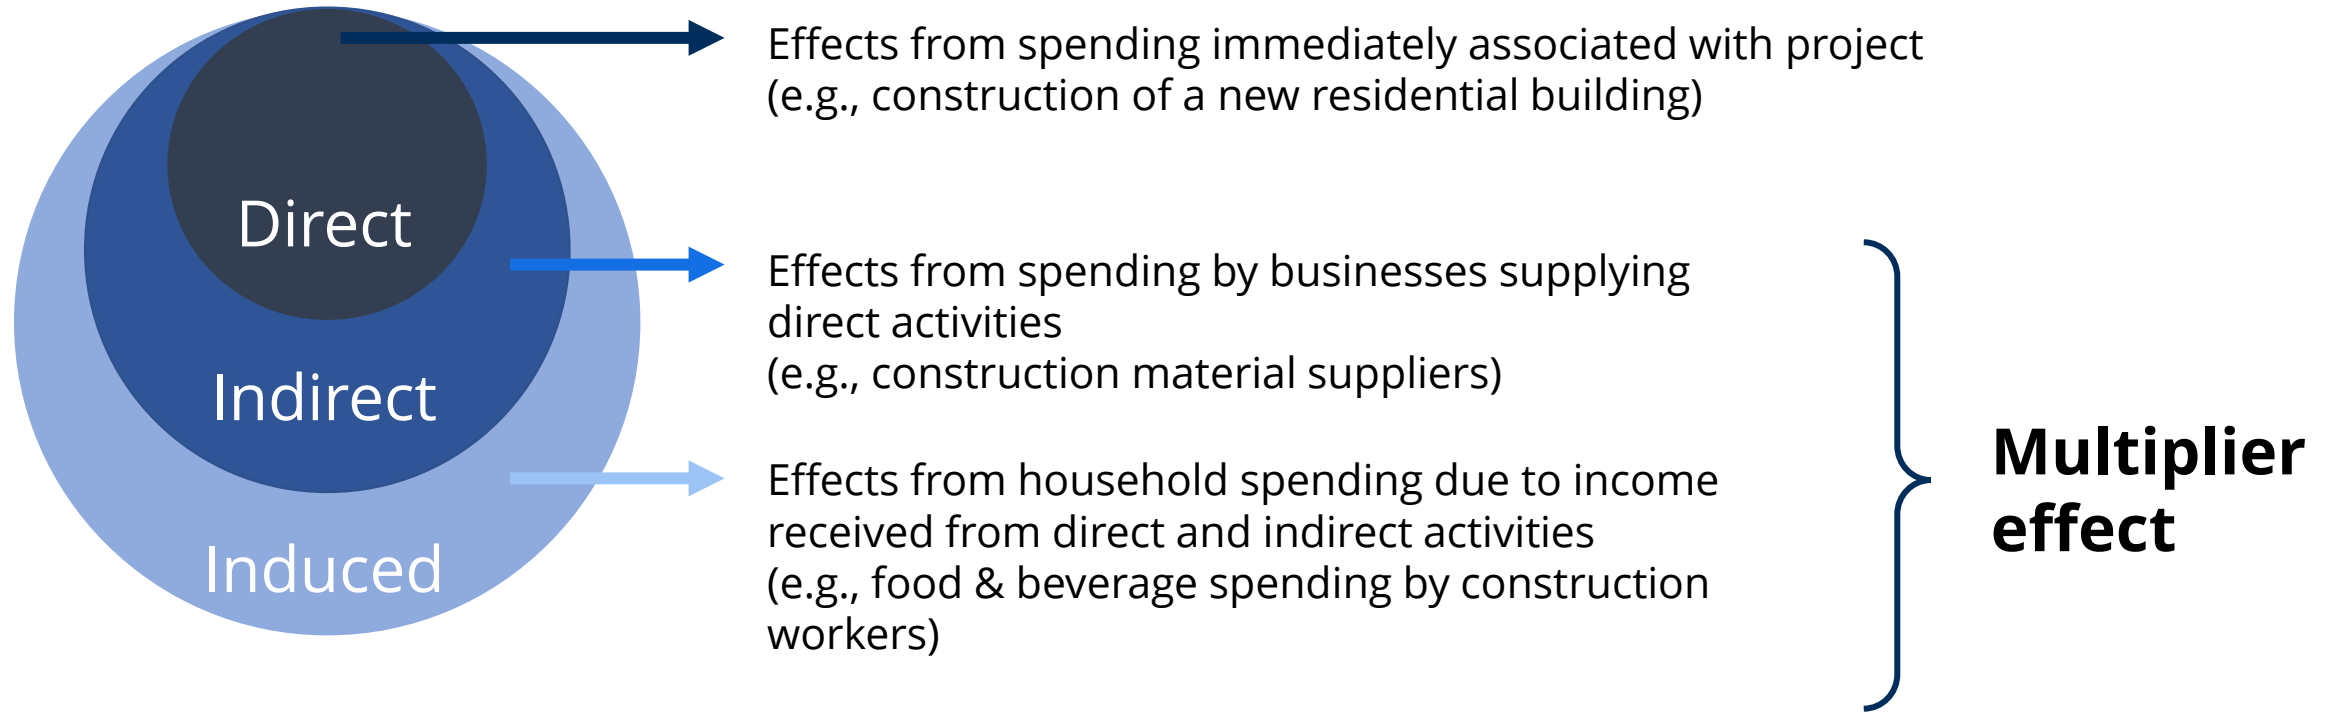 Direct
Indirect
Induced
Effects from spending immediately associated with project
(e.g., construction of a new residential building)
Effects from spending by businesses supplying
direct activities
(e.g., construction material suppliers)
Effects from household spending due to income
received from direct and indirect activities
(e.g., food & beverage spending by construction
workers)
Multiplier
effect